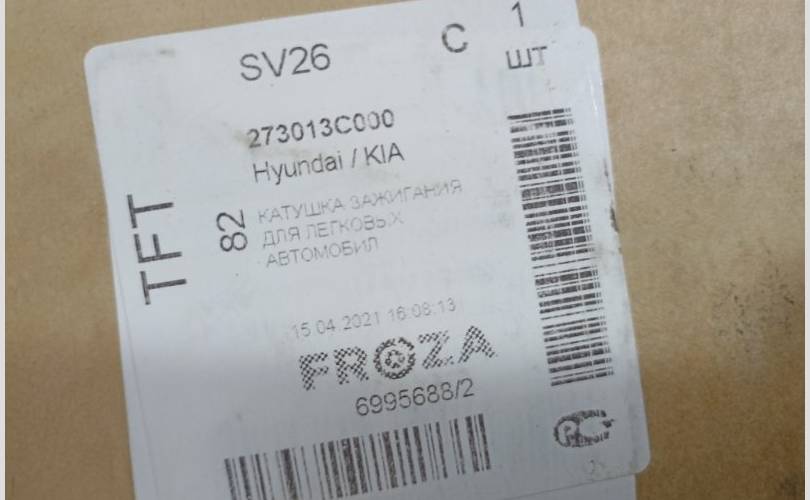 SV26
C
1
шт
273013C000
Hyundai / KIA
TFT
82
КАТУШКА ЗАЖИГАНИЯ
ДЛЯ ЛЕГКОВЫХ
АВТОМОБИЛ
15.04.2021 16:08:13
FROZA
6995688/2